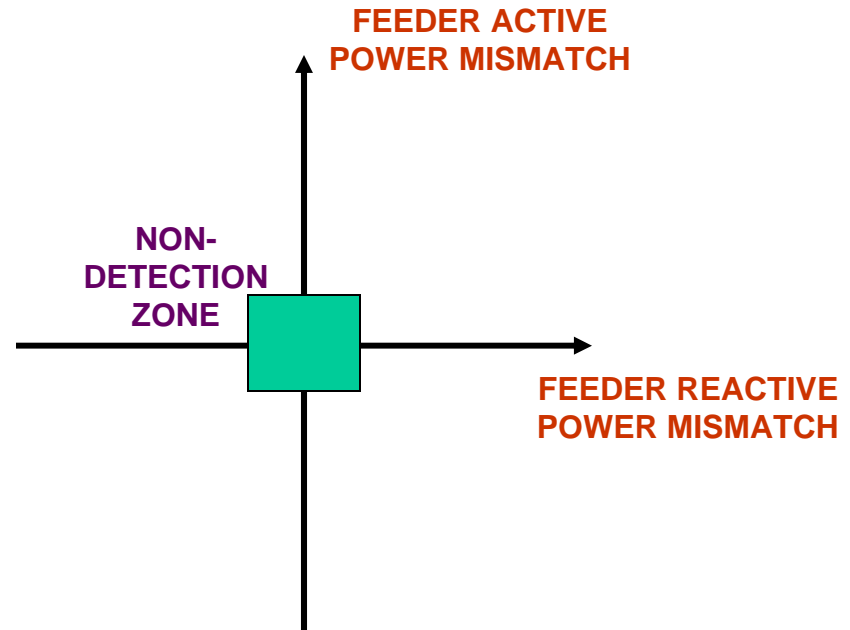 FEEDER ACTIVE
POWER MISMATCH
NON-
DETECTION
ZONE
FEEDER REACTIVE
POWER MISMATCH